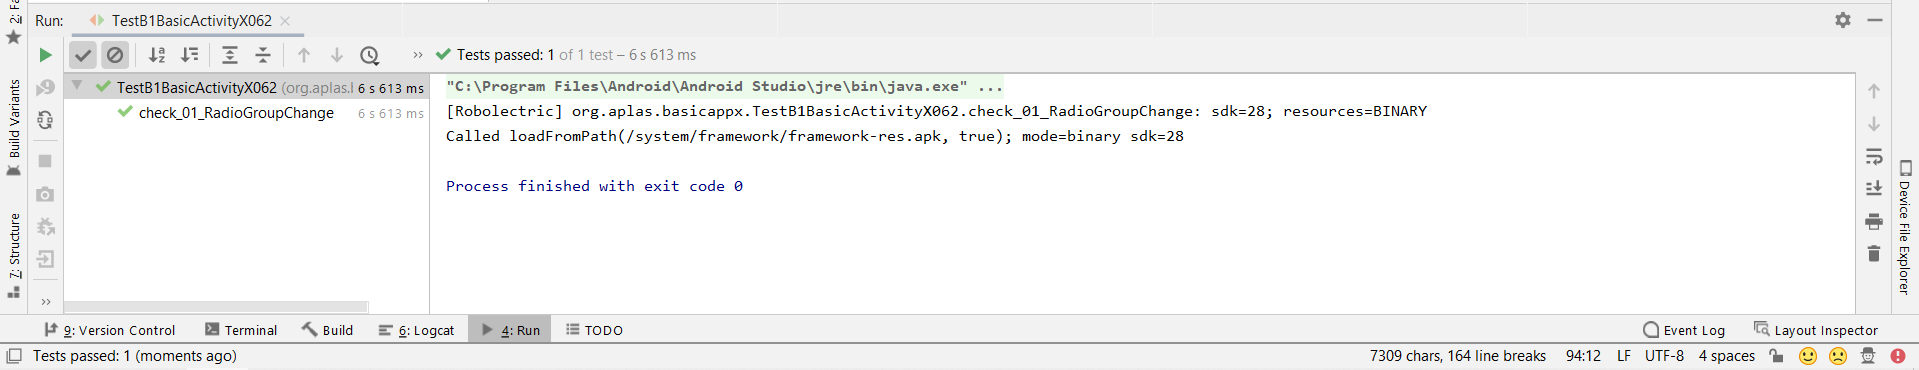 Run: TestB1BasicActivityX062
Tests passed: 1 of 1 test – 6 s 613 ms
TestB1BasicActivityX062 (org.aplas.l 6 s 613 ms
check_01_RadioGroupChange 6 s 613 ms
"C:\Program Files\Android\Android Studio\jre\bin\java.exe" ...
[Robolectric] org.aplas.basicappx.TestB1BasicActivityX062.check_01_RadioGroupChange: sdk=28; resources=BINARY
Called loadFromPath(/system/framework/framework-res.apk, true); mode=binary sdk=28
Process finished with exit code 0
2: Fa
Build Variants
7: Structure
Device File Explorer
9: Version Control Terminal Build 6: Logcat 4: Run TODO Event Log Layout Inspector
Tests passed: 1 (moments ago) 7309 chars, 164 line breaks 94:12 LF UTF-8 4 spaces